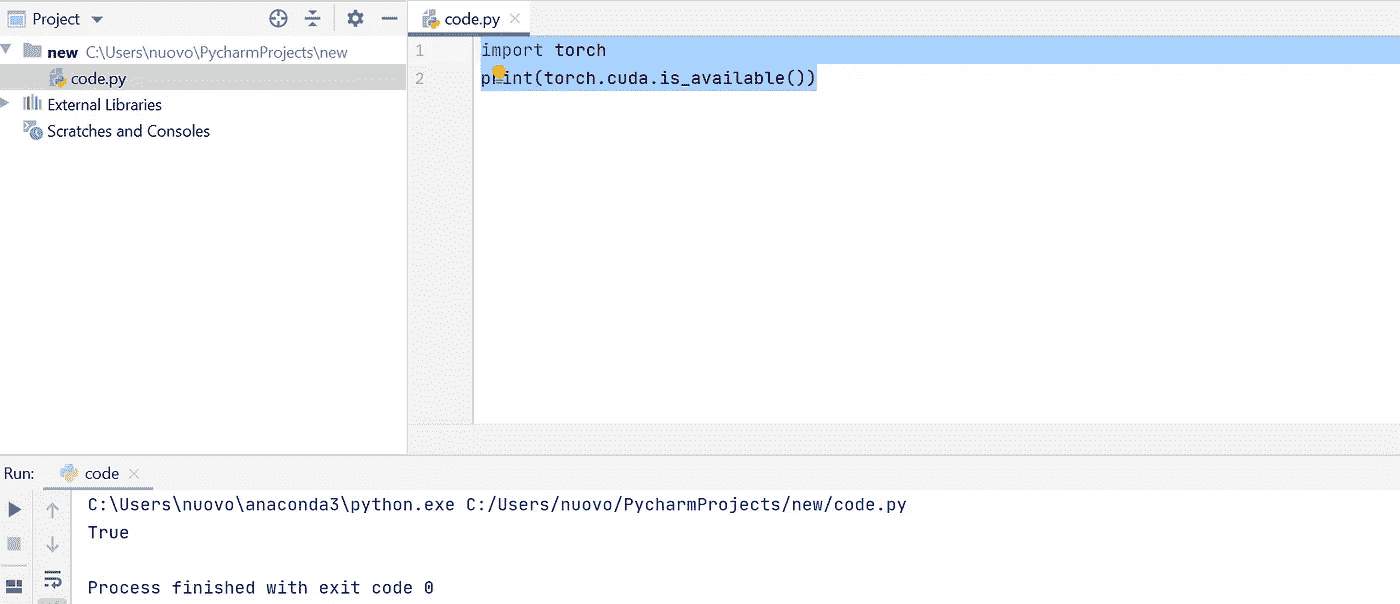 Project
new C:\Users\nuovo\PycharmProjects\new
code.py
External Libraries
Scratches and Consoles
code.py
1 import torch
2 print(torch.cuda.is_available())
Run: code
C:\Users\nuovo\anaconda3\python.exe C:/Users/nuovo/PycharmProjects/new/code.py
True
Process finished with exit code 0